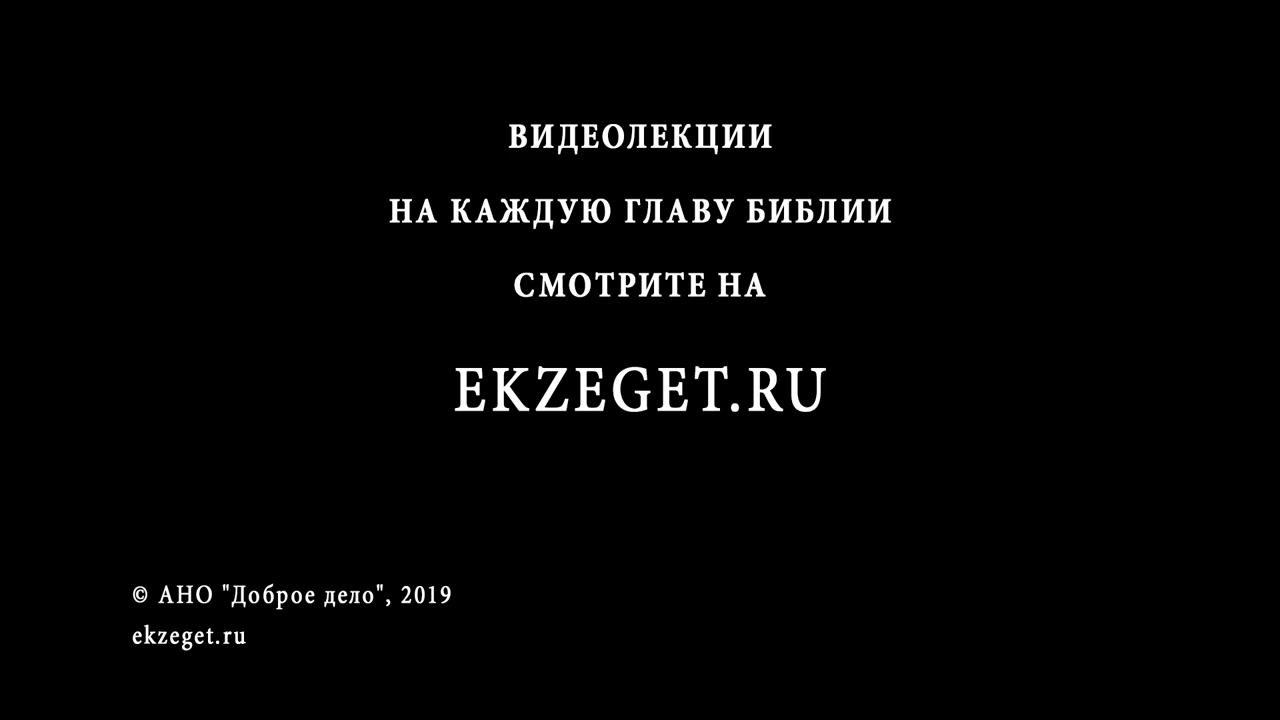 ВИДЕОЛЕКЦИИ
НА КАЖДУЮ ГЛАВУ БИБЛИИ
СМОТРИТЕ НА
EKZEGET.RU
© АНО "Доброе дело", 2019
ekzeget.ru